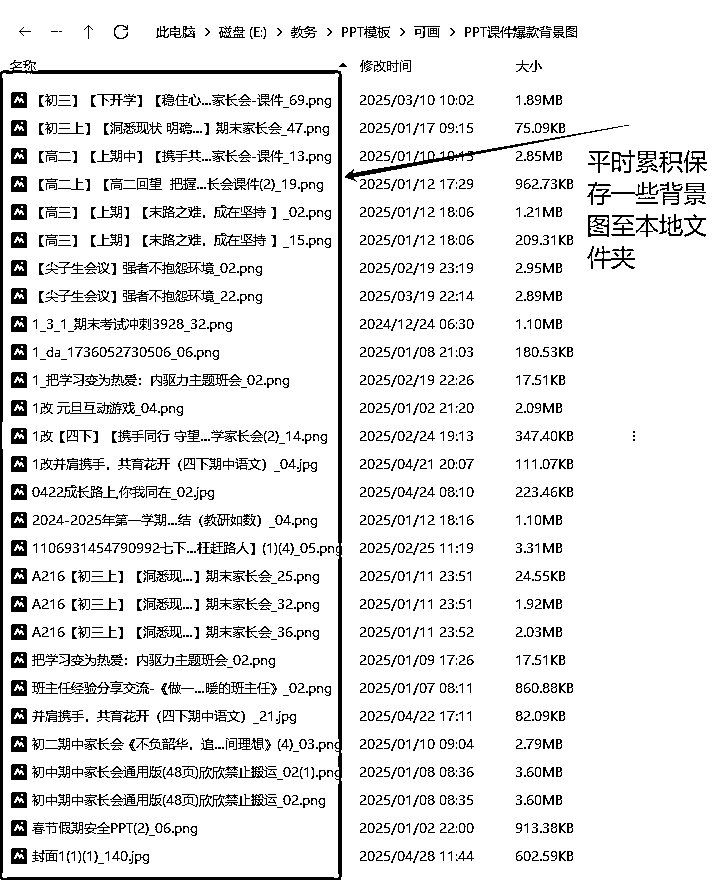 此电脑 > 磁盘 (E:) > 教务 > PPT模板 > 可画 > PPT课件爆款背景图
名称 修改时间 大小
【初三】【下开学】【稳住心...家长会-课件_69.png 2025/03/10 10:02 1.89MB
【初三上】【洞悉现状 明确...】期末家长会_47.png 2025/01/17 09:15 75.09KB
【高二】【上期中】【携手共...家长会-课件_13.png 2025/01/10 10:15 2.85MB
【高二上】【高二回望 把握...长会课件(2)_19.png 2025/01/12 17:29 962.73KB
【高三】【上期】【末路之难，成在坚持 】_02.png 2025/01/12 18:06 1.21MB
【高三】【上期】【末路之难，成在坚持 】_15.png 2025/01/12 18:06 209.31KB
【尖子生会议】强者不抱怨环境_02.png 2025/02/19 23:19 2.95MB
【尖子生会议】强者不抱怨环境_22.png 2025/03/19 22:14 2.89MB
1_3_1_期末考试冲刺3928_32.png 2024/12/24 06:30 1.10MB
1_da_1736052730506_06.png 2025/01/08 21:03 180.53KB
1_把学习变为热爱：内驱力主题班会_02.png 2025/02/19 22:26 17.51KB
1改 元旦互动游戏_04.png 2025/01/02 21:20 2.09MB
1改【四下】【携手同行 守望...学家长会(2)_14.png 2025/02/24 19:13 347.40KB
1改并肩携手，共育花开（四下期中语文）_04.jpg 2025/04/21 20:07 111.07KB
0422成长路上,你我同在_02.jpg 2025/04/24 08:10 223.46KB
2024-2025年第一学期...结（教研如数）_04.png 2025/01/12 18:16 1.10MB
1106931454790992七下...枉赶路人】(1)(4)_05.png 2025/02/25 11:19 3.31MB
A216【初三上】【洞悉现...】期末家长会_25.png 2025/01/11 23:51 24.55KB
A216【初三上】【洞悉现...】期末家长会_32.png 2025/01/11 23:51 1.92MB
A216【初三上】【洞悉现...】期末家长会_36.png 2025/01/11 23:52 2.03MB
把学习变为热爱：内驱力主题班会_02.png 2025/01/09 17:26 17.51KB
班主任经验分享交流-《做一...暖的班主任》_02.png 2025/01/07 08:11 860.88KB
并肩携手，共育花开（四下期中语文）_21.jpg 2025/04/22 17:11 82.09KB
初二期中家长会《不负韶华，追...间理想》(4)_03.png 2025/01/10 09:04 2.79MB
初中期中家长会通用版(48页)欣欣禁止搬运_02(1).png 2025/01/08 08:36 3.60MB
初中期中家长会通用版(48页)欣欣禁止搬运_02.png 2025/01/08 08:35 3.60MB
春节假期安全PPT(2)_06.png 2025/01/02 22:00 913.38KB
封面1(1)(1)_140.jpg 2025/04/28 11:44 602.59KB
平时累积保
存一些背景
图至本地文
件夹